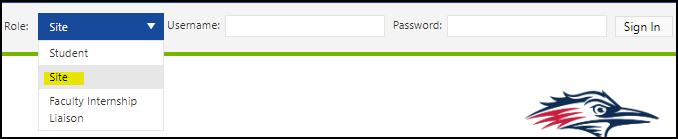 Role: Site Username: Password: Sign In
Student
Site
Faculty Internship
Liaison